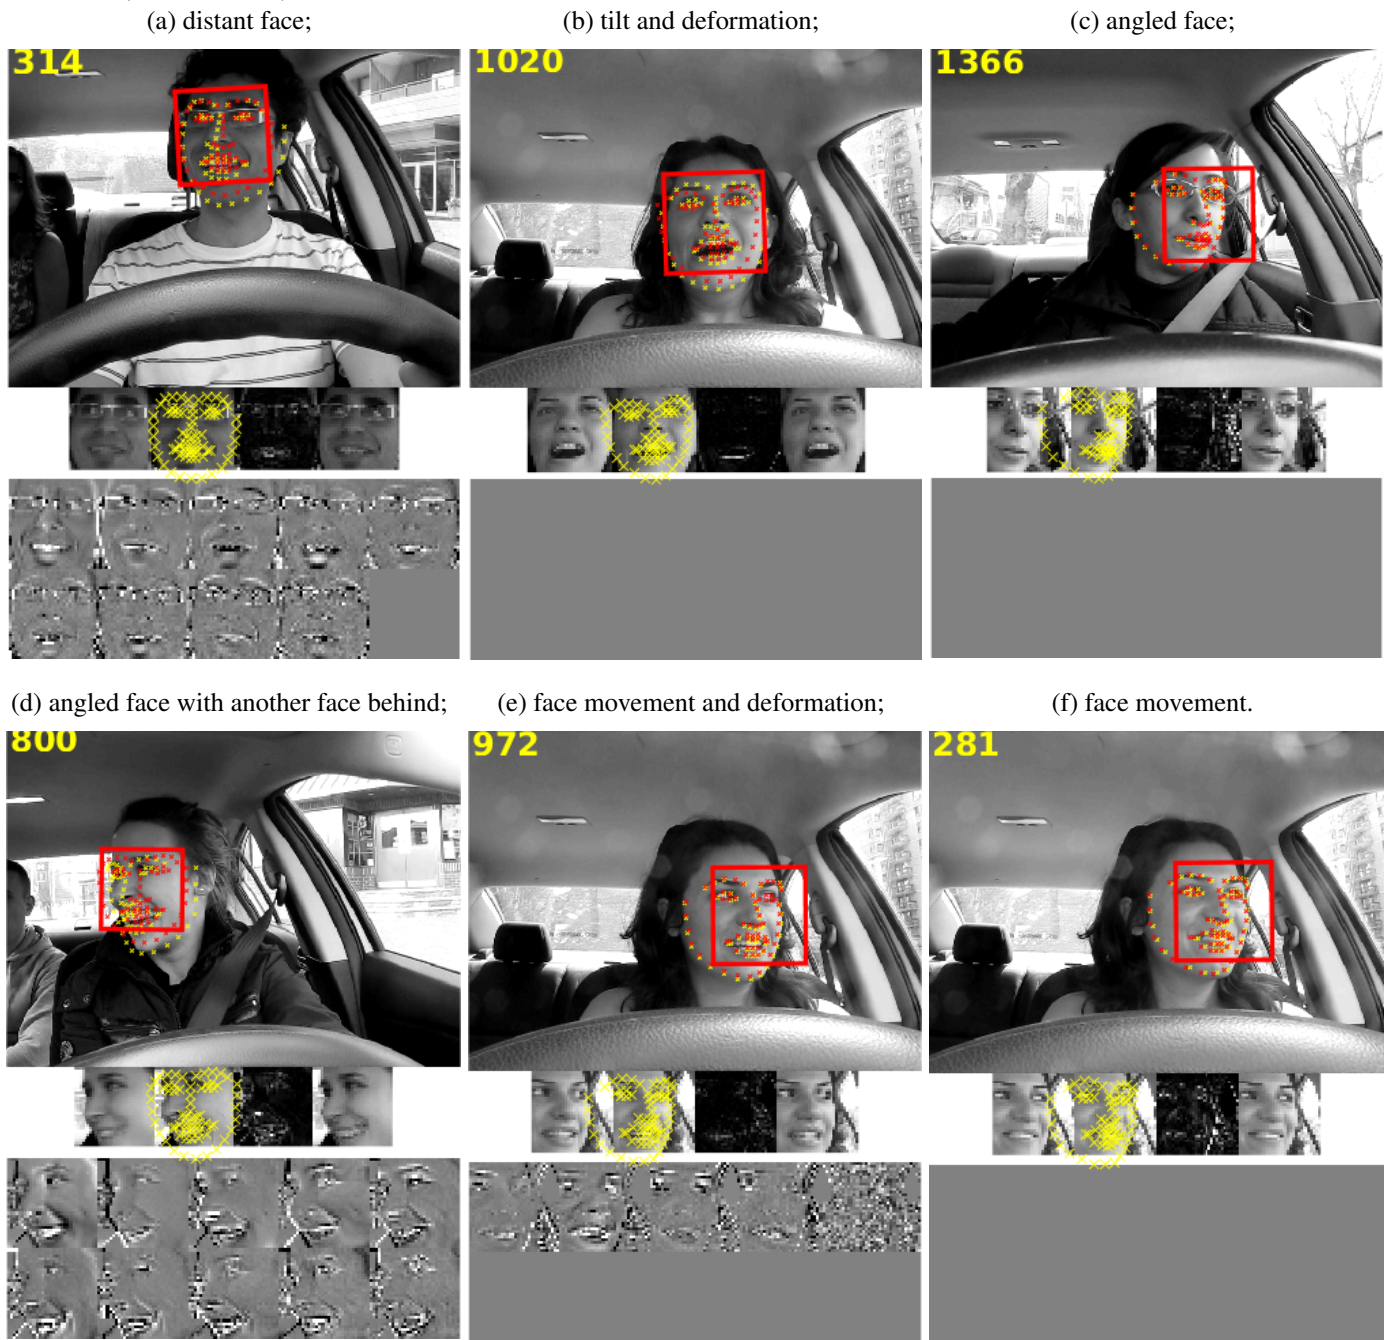 (a) distant face;
(b) tilt and deformation;
(c) angled face;
314
1020
1366
(d) angled face with another face behind;
(e) face movement and deformation;
(f) face movement.
800
972
281